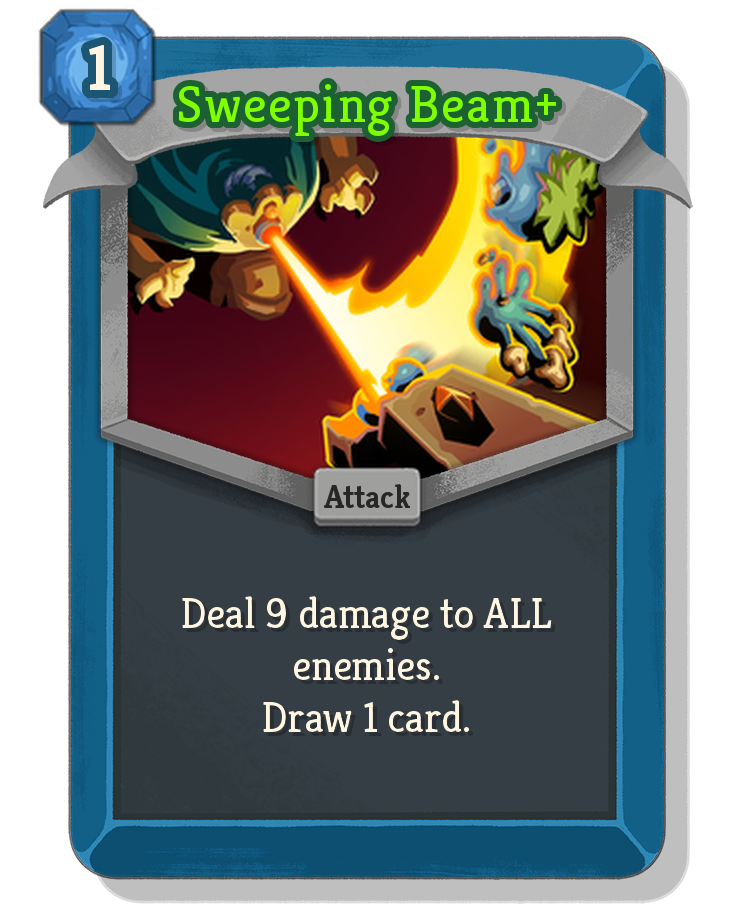 1
Sweeping Beam+
Attack
Deal 9 damage to ALL
enemies.
Draw 1 card.